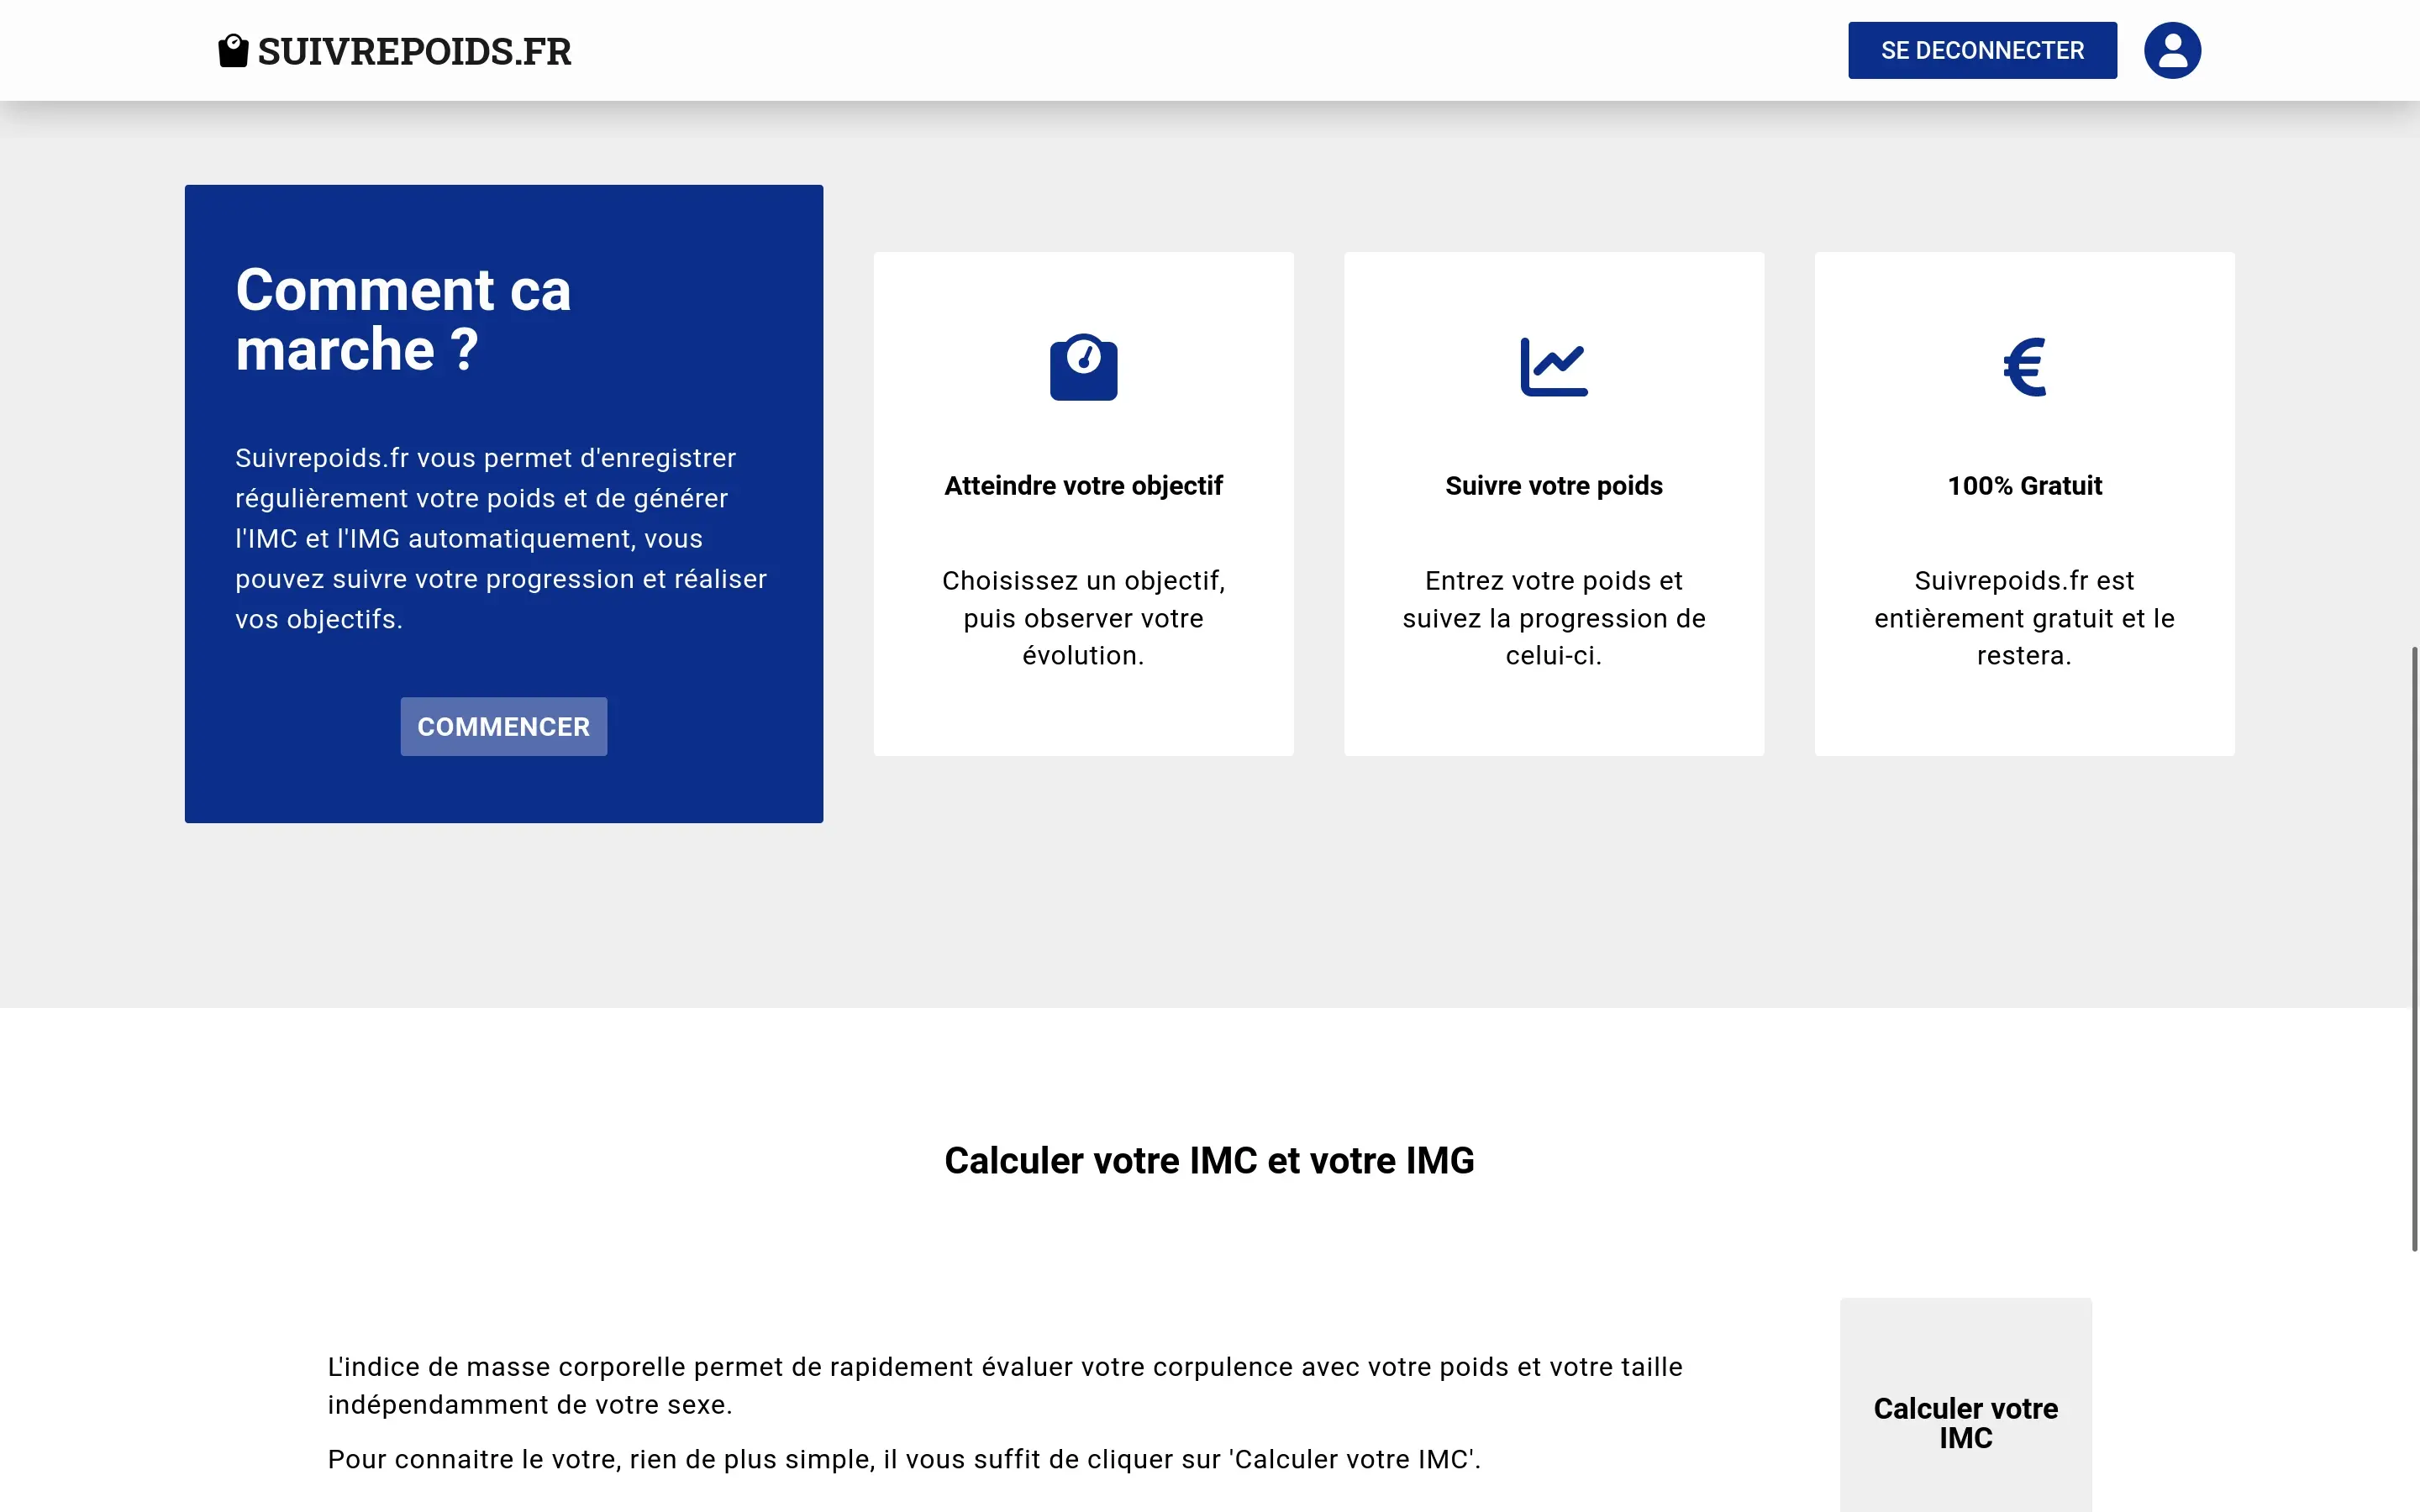 SUIVREPOIDS.FR
SE DECONNECTER
Comment ca
marche ?
Suivrepoids.fr vous permet d'enregistrer
régulièrement votre poids et de générer
l'IMC et l'IMG automatiquement, vous
pouvez suivre votre progression et réaliser
vos objectifs.
COMMENCER
Atteindre votre objectif
Choisissez un objectif,
puis observer votre
évolution.
Suivre votre poids
Entrez votre poids et
suivez la progression de
celui-ci.
100% Gratuit
Suivrepoids.fr est
entièrement gratuit et le
restera.
Calculer votre IMC et votre IMG
L'indice de masse corporelle permet de rapidement évaluer votre corpulence avec votre poids et votre taille
indépendamment de votre sexe.
Pour connaitre le votre, rien de plus simple, il vous suffit de cliquer sur 'Calculer votre IMC'.
Calculer votre
IMC